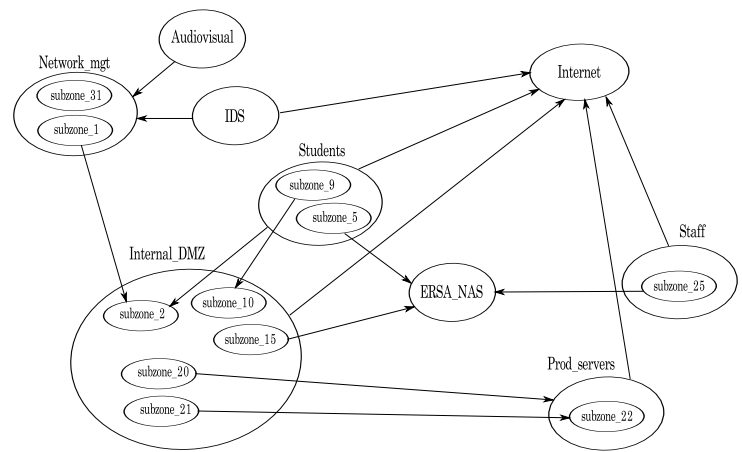 Audiovisual
Network_mgt
subzone_31
subzone_1
IDS
Internet
Students
subzone_9
subzone_5
Staff
subzone_25
Internal_DMZ
subzone_2
subzone_10
subzone_15
ERSA_NAS
subzone_20
subzone_21
Prod_servers
subzone_22